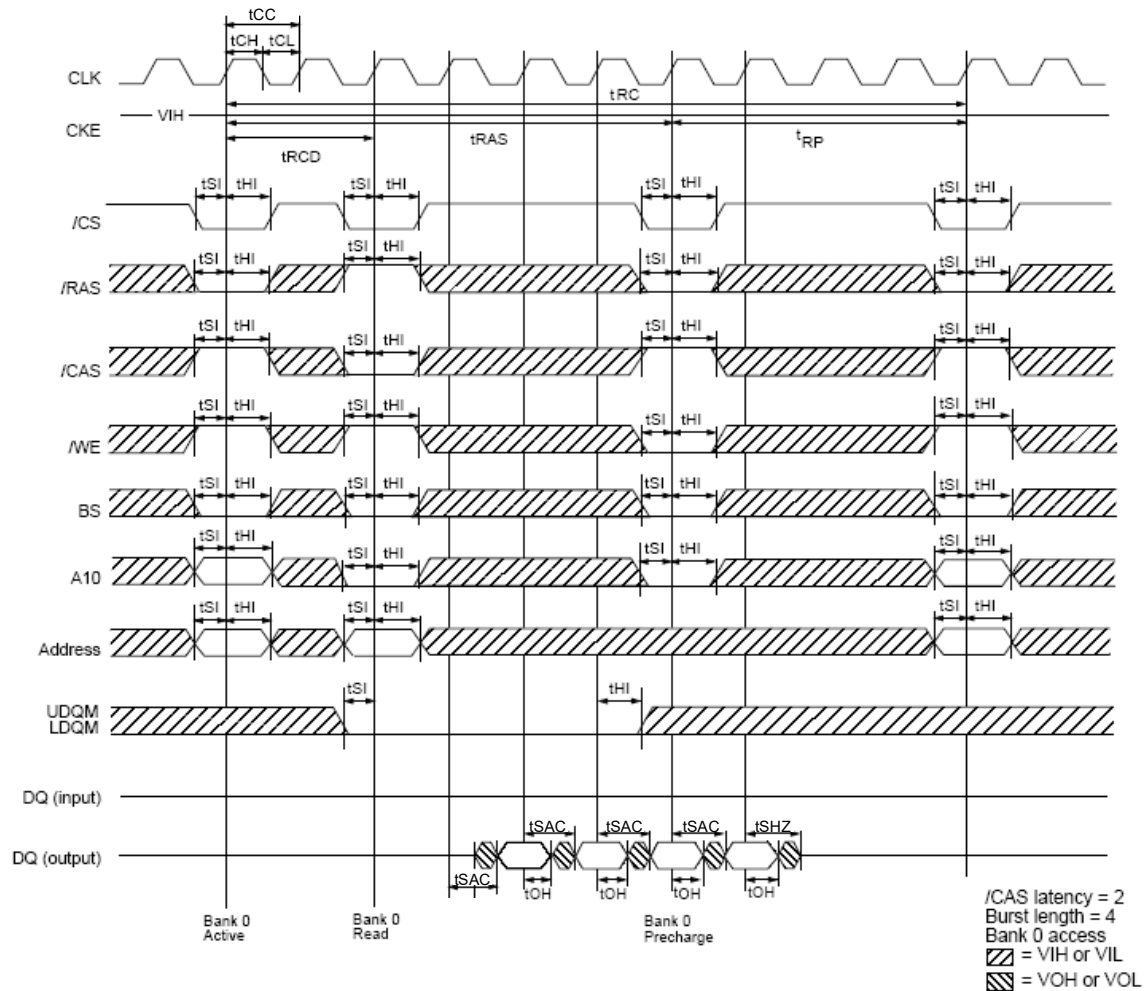 tCC
tCH tCL
CLK
tRC
VIH
CKE
tRAS
tRP
tRCD
tSI tHI tSI tHI tSI tHI tSI tHI
/CS
tSI tHI tSI tHI tSI tHI tSI tHI
/RAS
tSI tHI tSI tHI tSI tHI tSI tHI
/CAS
tSI tHI tSI tHI tSI tHI tSI tHI
/WE
tSI tHI tSI tHI tSI tHI tSI tHI
BS
tSI tHI tSI tHI tSI tHI tSI tHI
A10
tSI tHI tSI tHI tSI tHI
Address
tSI tHI
UDQM
LDQM
DQ (input)
tSAC tSAC tSAC tSHZ
DQ (output)
tSAC tOH tOH tOH tOH
Bank 0
Active
Bank 0
Read
Bank 0
Precharge
/CAS latency = 2
Burst length = 4
Bank 0 access
= VIH or VIL
= VOH or VOL